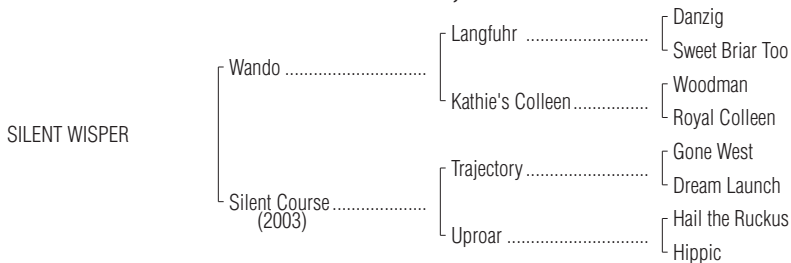 Danzig
Langfuhr ..........................
Sweet Briar Too
Wando ..............................
Woodman
Kathie's Colleen................
Royal Colleen
SILENT WISPER
Gone West
Trajectory ..........................
Dream Launch
Silent Course....................
(2003)
Hail the Ruckus
Uproar ..............................
Hippic